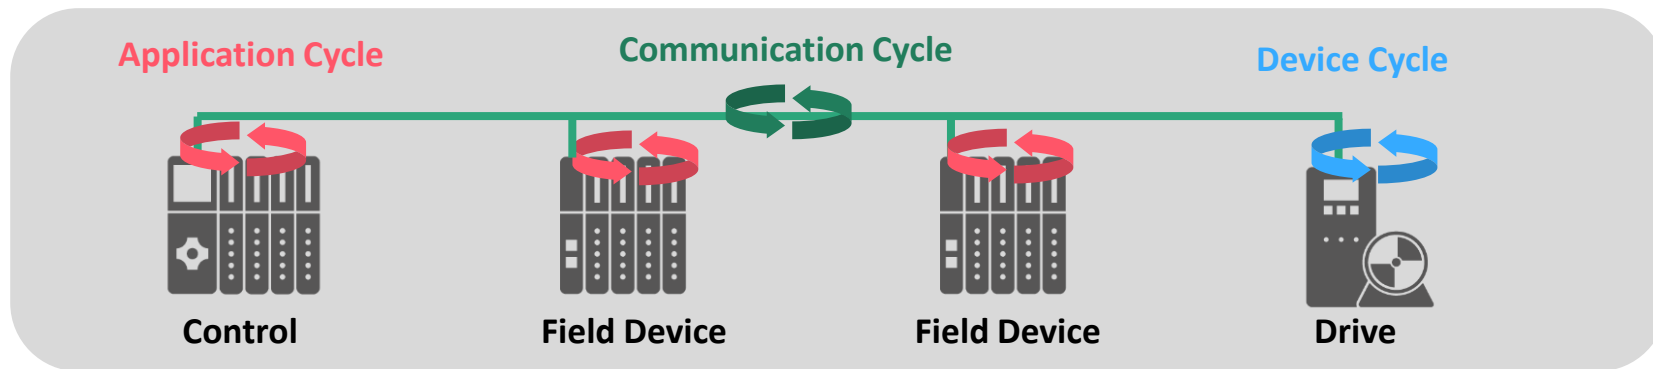 Application Cycle
Communication Cycle
Device Cycle
Control
Field Device
Field Device
Drive